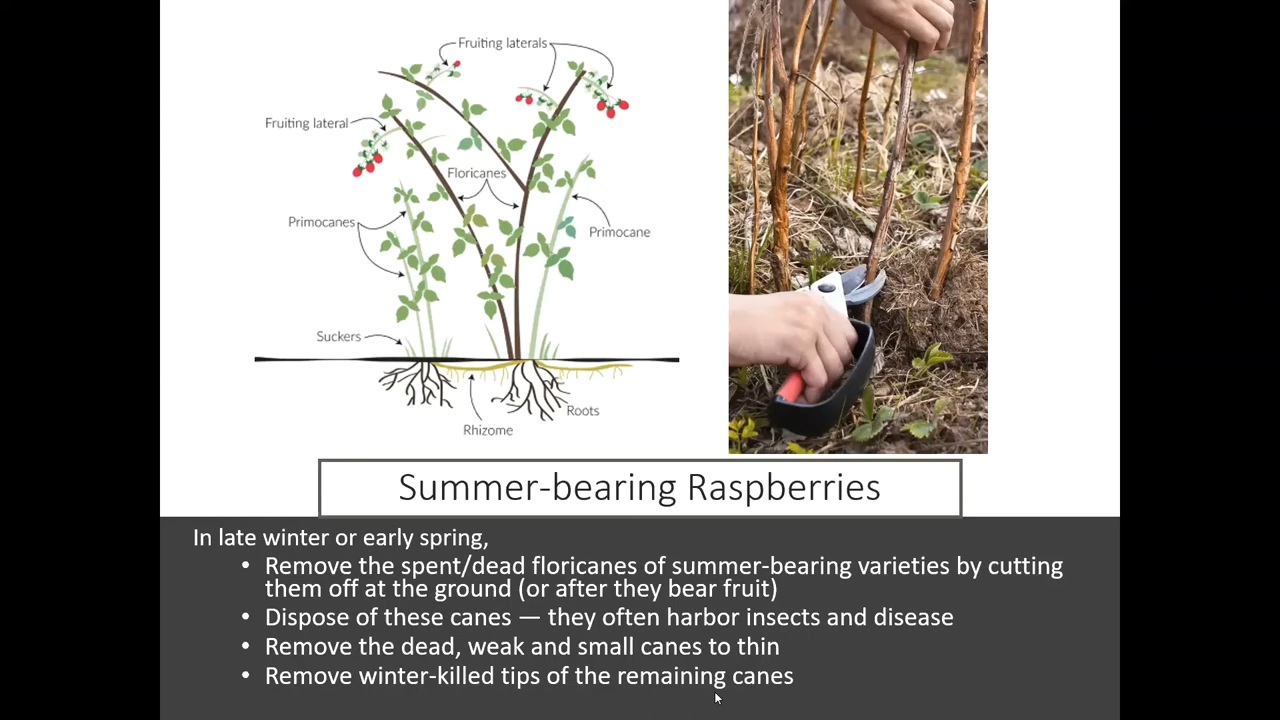 Fruiting laterals
Fruiting lateral
Floricanes
Primocanes
Primocane
Suckers
Roots
Rhizome
Summer-bearing Raspberries
In late winter or early spring,
• Remove the spent/dead floricanes of summer-bearing varieties by cutting
them off at the ground (or after they bear fruit)
• Dispose of these canes — they often harbor insects and disease
• Remove the dead, weak and small canes to thin
• Remove winter-killed tips of the remaining canes